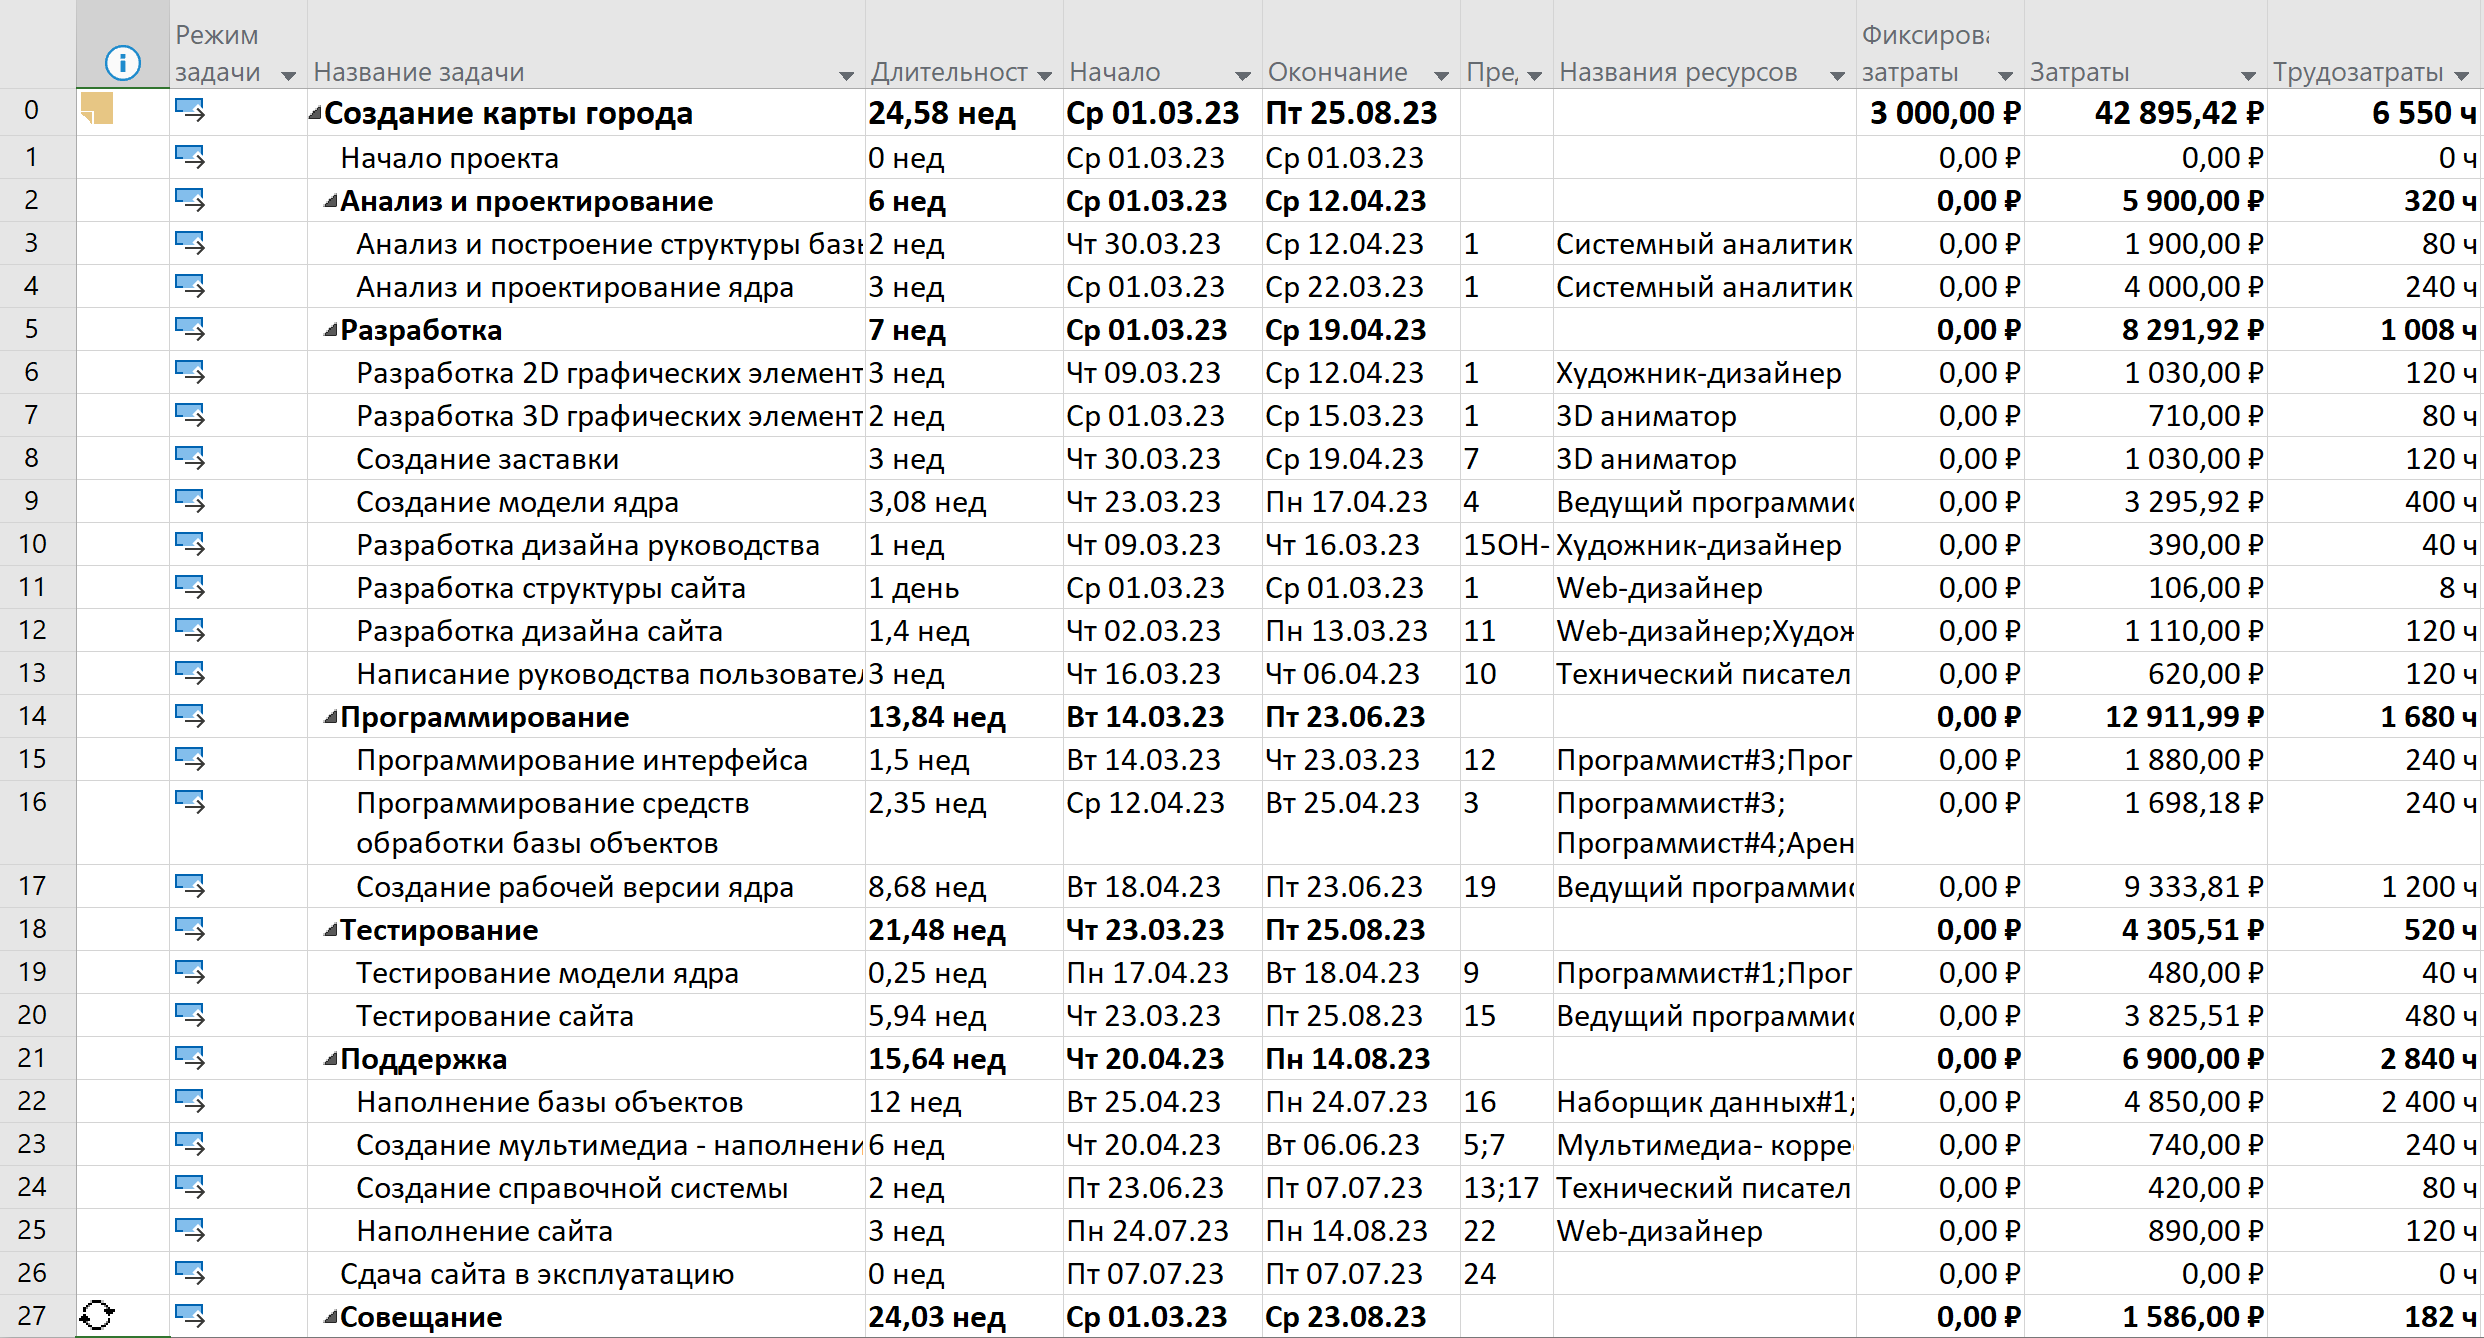 Режим задачи Название задачи Длительност Начало Окончание Пре Названия ресурсов Фиксирова затраты Затраты Трудозатраты
0 Создание карты города 24,58 нед Ср 01.03.23 Пт 25.08.23 3 000,00 ₽ 42 895,42 ₽ 6 550 ч
1 Начало проекта 0 нед Ср 01.03.23 Ср 01.03.23 0,00 ₽ 0,00 ₽ 0 ч
2 Анализ и проектирование 6 нед Ср 01.03.23 Ср 12.04.23 0,00 ₽ 5 900,00 ₽ 320 ч
3 Анализ и построение структуры базы 2 нед Чт 30.03.23 Ср 12.04.23 1 Системный аналитик 0,00 ₽ 1 900,00 ₽ 80 ч
4 Анализ и проектирование ядра 3 нед Ср 01.03.23 Ср 22.03.23 1 Системный аналитик 0,00 ₽ 4 000,00 ₽ 240 ч
5 Разработка 7 нед Ср 01.03.23 Ср 19.04.23 0,00 ₽ 8 291,92 ₽ 1 008 ч
6 Разработка 2D графических элемент 3 нед Чт 09.03.23 Ср 12.04.23 1 Художник-дизайнер 0,00 ₽ 1 030,00 ₽ 120 ч
7 Разработка 3D графических элемент 2 нед Ср 01.03.23 Ср 15.03.23 1 3D аниматор 0,00 ₽ 710,00 ₽ 80 ч
8 Создание заставки 3 нед Чт 30.03.23 Ср 19.04.23 7 3D аниматор 0,00 ₽ 1 030,00 ₽ 120 ч
9 Создание модели ядра 3,08 нед Чт 23.03.23 Пн 17.04.23 4 Ведущий программис 0,00 ₽ 3 295,92 ₽ 400 ч
10 Разработка дизайна руководства 1 нед Чт 09.03.23 Чт 16.03.23 15ОН- Художник-дизайнер 0,00 ₽ 390,00 ₽ 40 ч
11 Разработка структуры сайта 1 день Ср 01.03.23 Ср 01.03.23 1 Web-дизайнер 0,00 ₽ 106,00 ₽ 8 ч
12 Разработка дизайна сайта 1,4 нед Чт 02.03.23 Пн 13.03.23 11 Web-дизайнер;Худож 0,00 ₽ 1 110,00 ₽ 120 ч
13 Написание руководства пользовател 3 нед Чт 16.03.23 Чт 06.04.23 10 Технический писател 0,00 ₽ 620,00 ₽ 120 ч
14 Программирование 13,84 нед Вт 14.03.23 Пт 23.06.23 0,00 ₽ 12 911,99 ₽ 1 680 ч
15 Программирование интерфейса 1,5 нед Вт 14.03.23 Чт 23.03.23 12 Программист#3;Прог 0,00 ₽ 1 880,00 ₽ 240 ч
16 Программирование средств 2,35 нед Ср 12.04.23 Вт 25.04.23 3 Программист#3; 0,00 ₽ 1 698,18 ₽ 240 ч
обработки базы объектов Программист#4;Арен
17 Создание рабочей версии ядра 8,68 нед Вт 18.04.23 Пт 23.06.23 19 Ведущий программис 0,00 ₽ 9 333,81 ₽ 1 200 ч
18 Тестирование 21,48 нед Чт 23.03.23 Пт 25.08.23 0,00 ₽ 4 305,51 ₽ 520 ч
19 Тестирование модели ядра 0,25 нед Пн 17.04.23 Вт 18.04.23 9 Программист#1;Прог 0,00 ₽ 480,00 ₽ 40 ч
20 Тестирование сайта 5,94 нед Чт 23.03.23 Пт 25.08.23 15 Ведущий программис 0,00 ₽ 3 825,51 ₽ 480 ч
21 Поддержка 15,64 нед Чт 20.04.23 Пн 14.08.23 0,00 ₽ 6 900,00 ₽ 2 840 ч
22 Наполнение базы объектов 12 нед Вт 25.04.23 Пн 24.07.23 16 Наборщик данных#1; 0,00 ₽ 4 850,00 ₽ 2 400 ч
23 Создание мультимедиа - наполнени 6 нед Чт 20.04.23 Вт 06.06.23 5;7 Мультимедиа- корре 0,00 ₽ 740,00 ₽ 240 ч
24 Создание справочной системы 2 нед Пт 23.06.23 Пт 07.07.23 13;17 Технический писател 0,00 ₽ 420,00 ₽ 80 ч
25 Наполнение сайта 3 нед Пн 24.07.23 Пн 14.08.23 22 Web-дизайнер 0,00 ₽ 890,00 ₽ 120 ч
26 Сдача сайта в эксплуатацию 0 нед Пт 07.07.23 Пт 07.07.23 24 0,00 ₽ 0,00 ₽ 0 ч
27 Совещание 24,03 нед Ср 01.03.23 Ср 23.08.23 0,00 ₽ 1 586,00 ₽ 182 ч